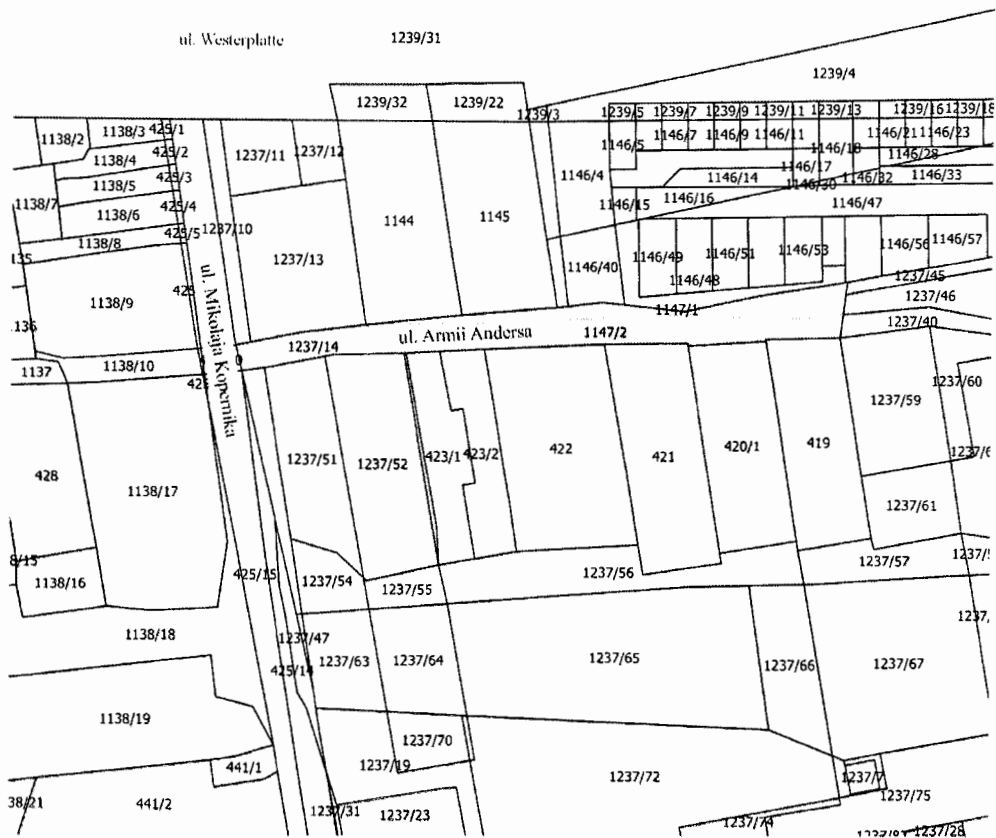 ul. Westerplatte 1239/31
1239/4
1239/32 1239/22
1239/3 1239/5 1239/7 1239/9 1239/11 1239/13 1239/16 1239/18
1138/2 1138/3 425/1
1146/5 1146/7 1146/9 1146/11 1146/18 1146/21 1146/23
1138/4 425/2 1237/11 1237/12 1146/28
1138/5 425/3 1146/4 1146/14 1146/17 1146/32 1146/33
1146/30
1138/7 1138/6 425/4 1146/15 1146/16 1146/47
1138/8 425/5 1237/10 1144 1145
1237/13 1146/40 1146/49 1146/51 1146/53 1146/56 1146/57
1146/48 1237/45
1138/9 1237/46
1147/1
1237/40
ul. Mikołaja Kopernika
1237/14 ul. Armii Andersa 1147/2
1137 1138/10
1237/60
1237/59
1237/51 1237/52 423/1 423/2 422 421 420/1 419
428 1138/17
1237/61
1138/16 425/15 1237/54 1237/55 1237/56 1237/57
1138/18 1237/47
425/14 1237/63 1237/64 1237/65 1237/66 1237/67
1138/19
1237/70
441/1 1237/19 1237/72
441/2 1237/31 1237/23 1237/74 1237/75
1237/28